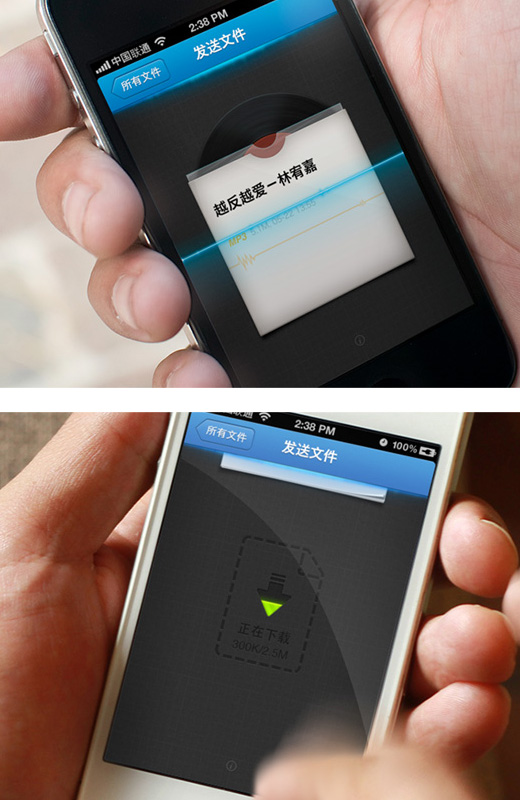 中国联通 2:38 PM
所有文件 发送文件
越反越爱－林宥嘉
MP3
联通 2:38 PM 100%
所有文件 发送文件
正在下载
300K/2.5M